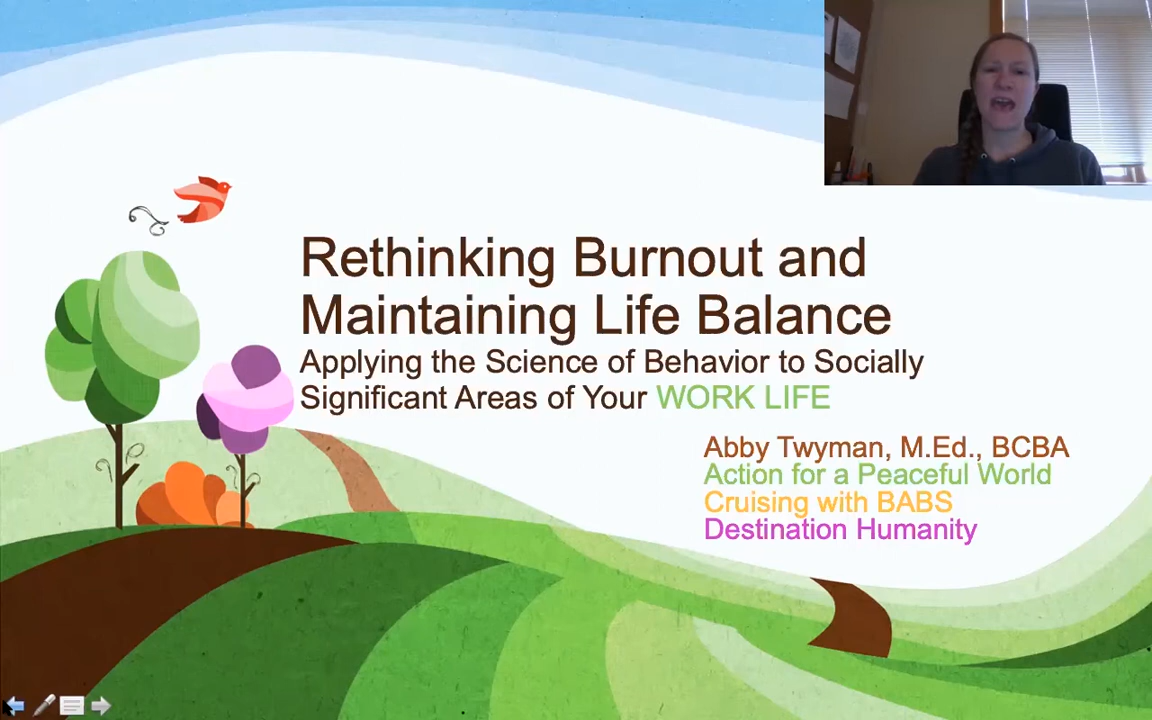 Rethinking Burnout and
Maintaining Life Balance
Applying the Science of Behavior to Socially
Significant Areas of Your WORK LIFE
Abby Twyman, M.Ed., BCBA
Action for a Peaceful World
Cruising with BABS
Destination Humanity